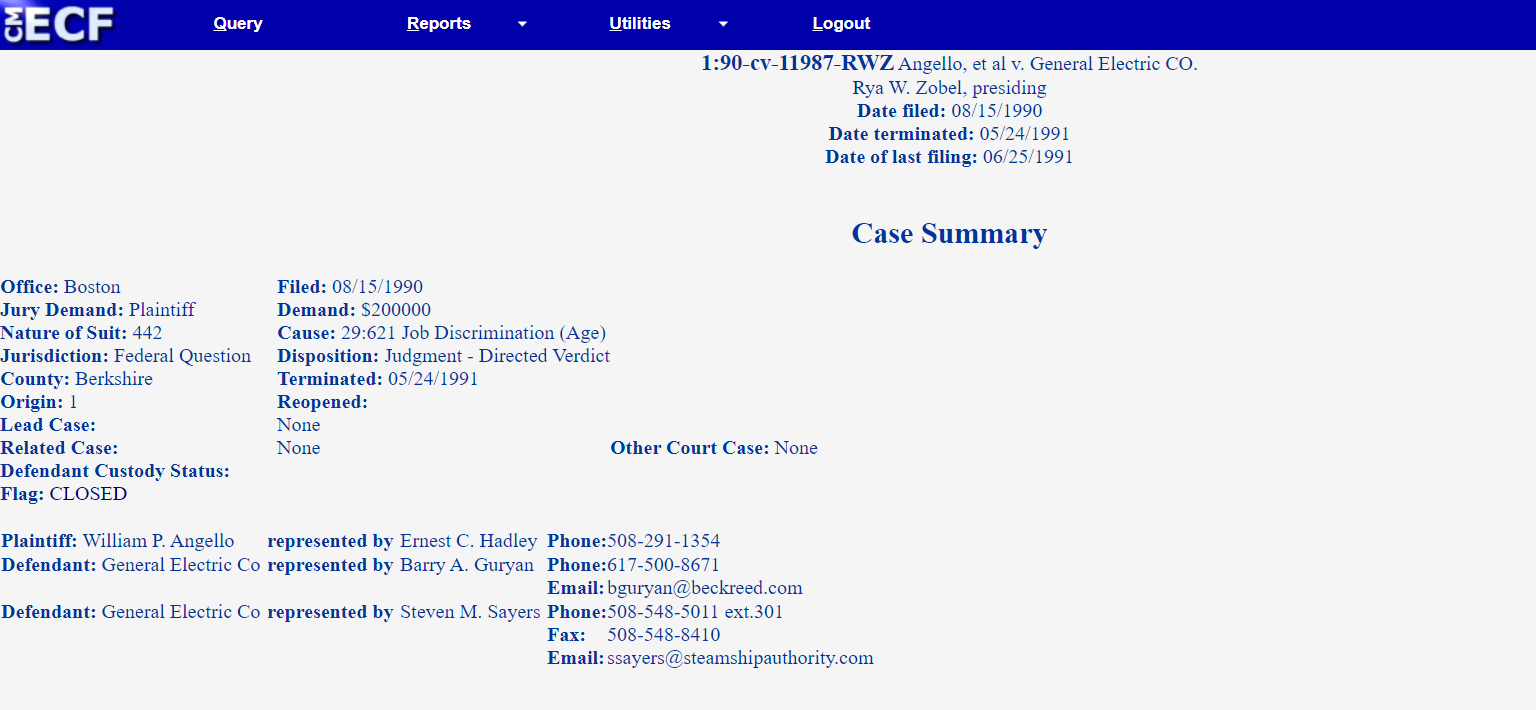 CM ECF Query Reports Utilities Logout
1:90-cv-11987-RWZ Angello, et al v. General Electric CO.
Rya W. Zobel, presiding
Date filed: 08/15/1990
Date terminated: 05/24/1991
Date of last filing: 06/25/1991
Case Summary
Office: Boston Filed: 08/15/1990
Jury Demand: Plaintiff Demand: $200000
Nature of Suit: 442 Cause: 29:621 Job Discrimination (Age)
Jurisdiction: Federal Question Disposition: Judgment - Directed Verdict
County: Berkshire Terminated: 05/24/1991
Origin: 1 Reopened:
Lead Case: None
Related Case: None Other Court Case: None
Defendant Custody Status:
Flag: CLOSED
Plaintiff: William P. Angello represented by Ernest C. Hadley Phone:508-291-1354
Defendant: General Electric Co represented by Barry A. Guryan Phone:617-500-8671
Email: bguryan@beckreed.com
Defendant: General Electric Co represented by Steven M. Sayers Phone:508-548-5011 ext.301
Fax: 508-548-8410
Email: ssayers@steamshipauthority.com